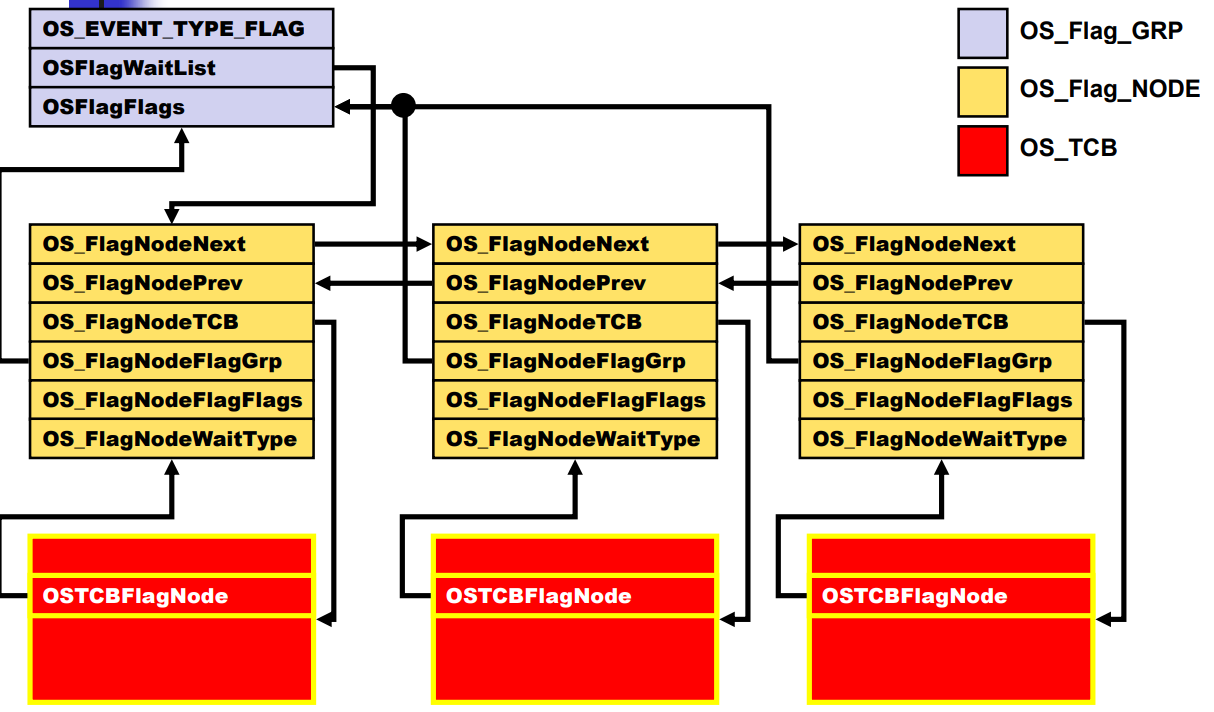 OS_EVENT_TYPE_FLAG
OSFlagWaitList
OSFlagFlags
OS_Flag_GRP
OS_Flag_NODE
OS_TCB
OS_FlagNodeNext
OS_FlagNodePrev
OS_FlagNodeTCB
OS_FlagNodeFlagGrp
OS_FlagNodeFlagFlags
OS_FlagNodeWaitType
OS_FlagNodeNext
OS_FlagNodePrev
OS_FlagNodeTCB
OS_FlagNodeFlagGrp
OS_FlagNodeFlagFlags
OS_FlagNodeWaitType
OS_FlagNodeNext
OS_FlagNodePrev
OS_FlagNodeTCB
OS_FlagNodeFlagGrp
OS_FlagNodeFlagFlags
OS_FlagNodeWaitType
OSTCBFlagNode
OSTCBFlagNode
OSTCBFlagNode